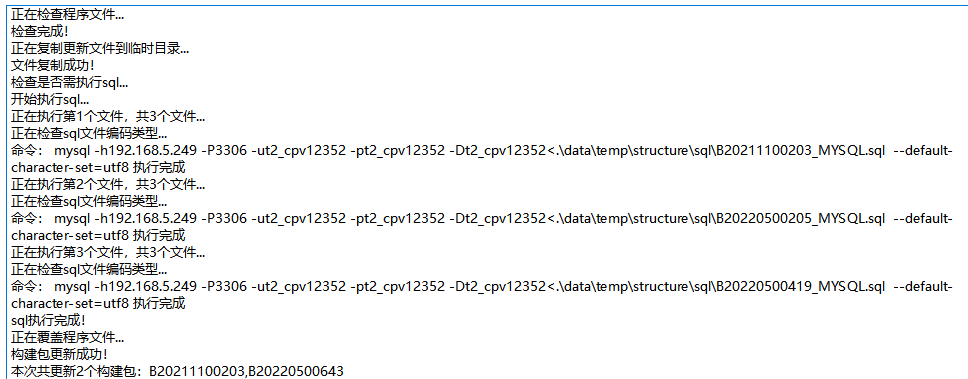 正在检查程序文件...
检查完成!
正在复制更新文件到临时目录...
文件复制成功!
检查是否需执行sql...
开始执行sql...
正在执行第1个文件，共3个文件...
正在检查sql文件编码类型...
命令： mysql -h192.168.5.249 -P3306 -ut2_cpv12352 -pt2_cpv12352 -Dt2_cpv12352<.\data\temp\structure\sql\B20211100203_MYSQL.sql  --default-
character-set=utf8 执行完成
正在执行第2个文件，共3个文件...
正在检查sql文件编码类型...
命令： mysql -h192.168.5.249 -P3306 -ut2_cpv12352 -pt2_cpv12352 -Dt2_cpv12352<.\data\temp\structure\sql\B20220500205_MYSQL.sql  --default-
character-set=utf8 执行完成
正在执行第3个文件，共3个文件...
正在检查sql文件编码类型...
命令： mysql -h192.168.5.249 -P3306 -ut2_cpv12352 -pt2_cpv12352 -Dt2_cpv12352<.\data\temp\structure\sql\B20220500419_MYSQL.sql  --default-
character-set=utf8 执行完成
sql执行完成!
正在覆盖程序文件...
构建包更新成功!
本次共更新2个构建包：B20211100203,B20220500643